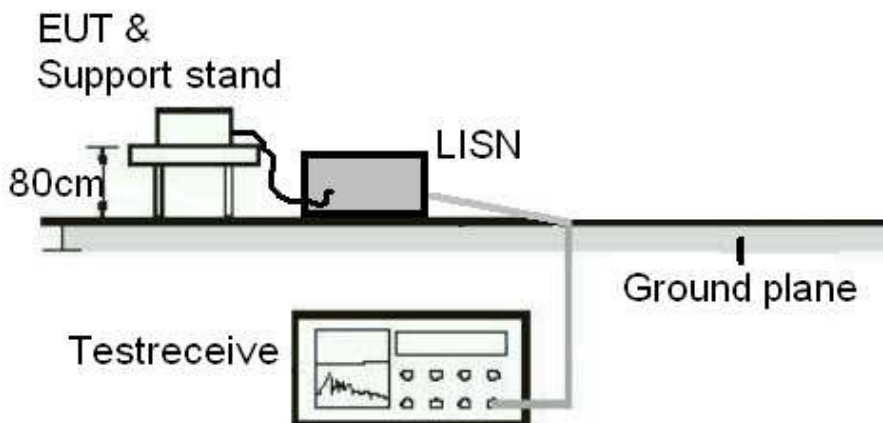 EUT &
Support stand
LISN
80cm
Ground plane
Testreceive